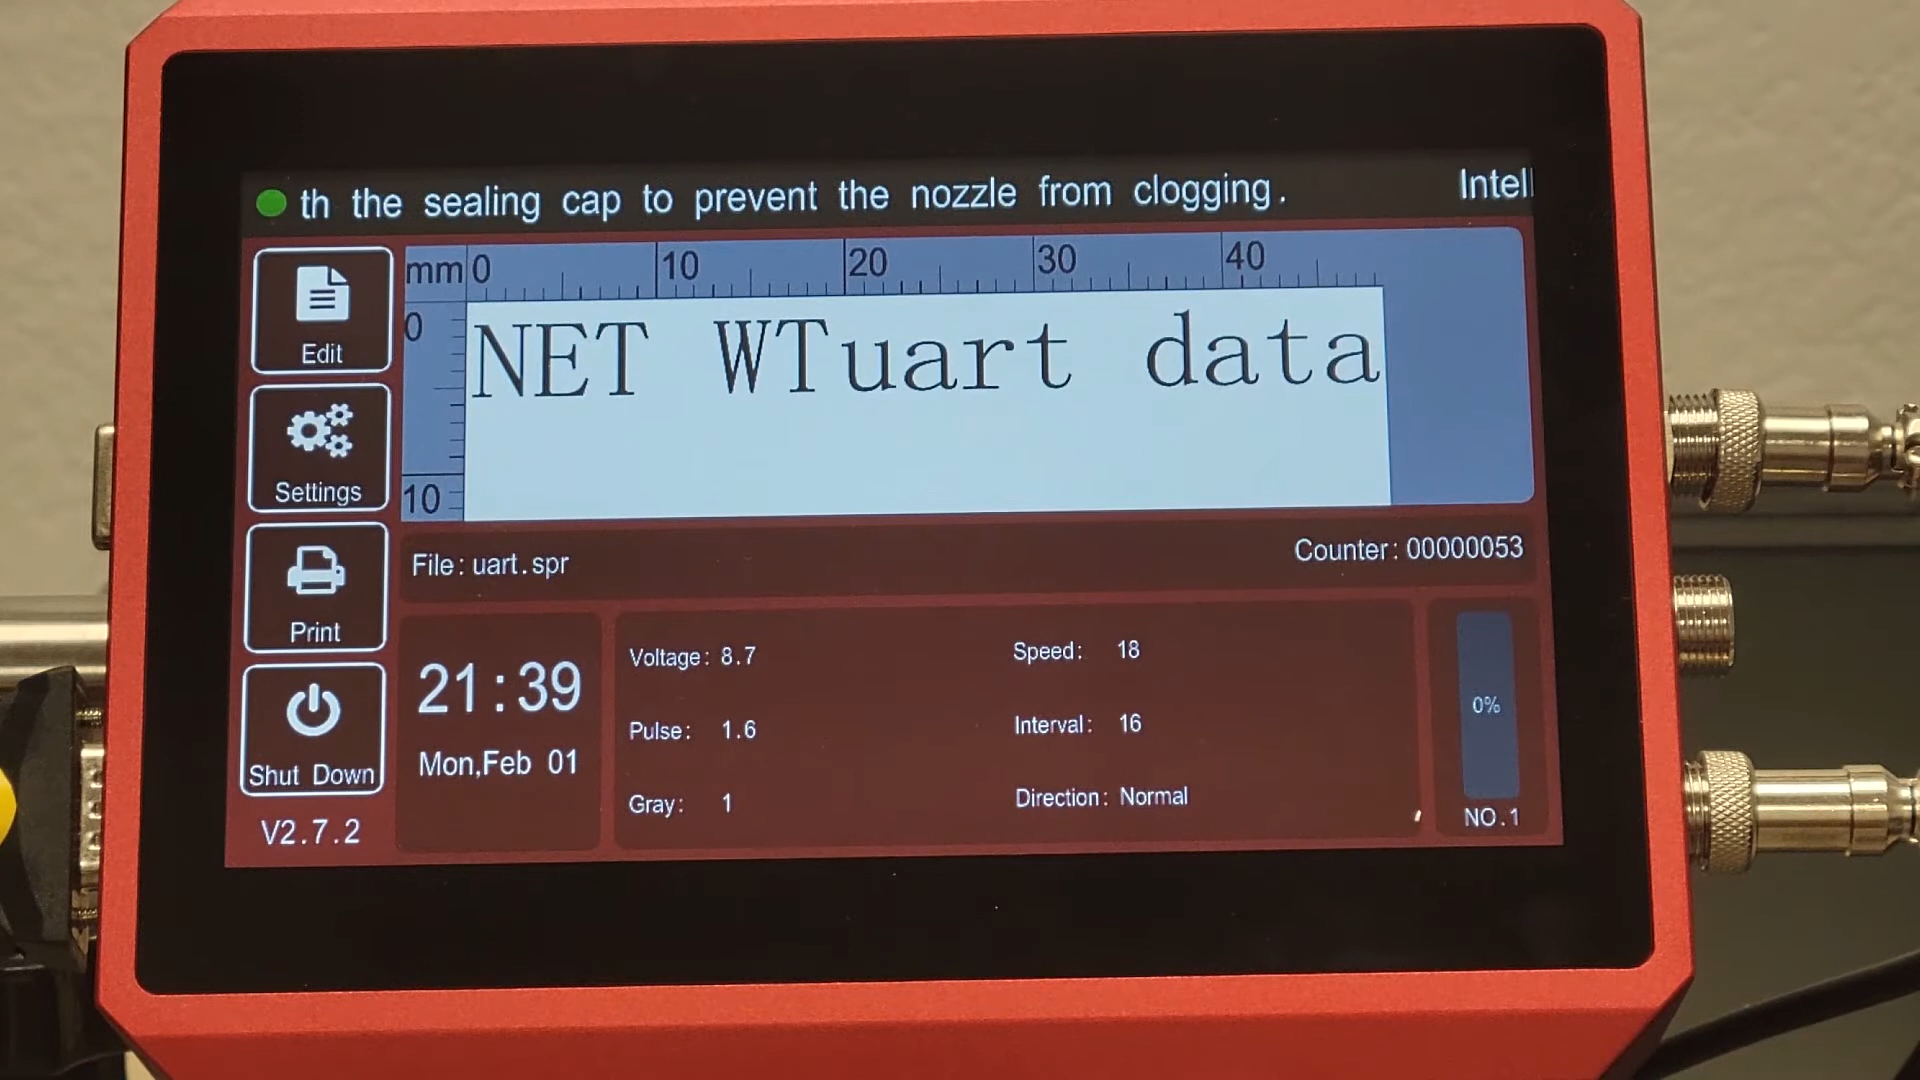 th the sealing cap to prevent the nozzle from clogging. Intel
mm 0 10 20 30 40
0
10
NET WTuart data
Edit
Settings
Print
Shut Down
V2.7.2
File: uart.spr
Counter: 00000053
21:39
Mon,Feb 01
Voltage: 8.7
Pulse: 1.6
Gray: 1
Speed: 18
Interval: 16
Direction: Normal
0%
NO.1